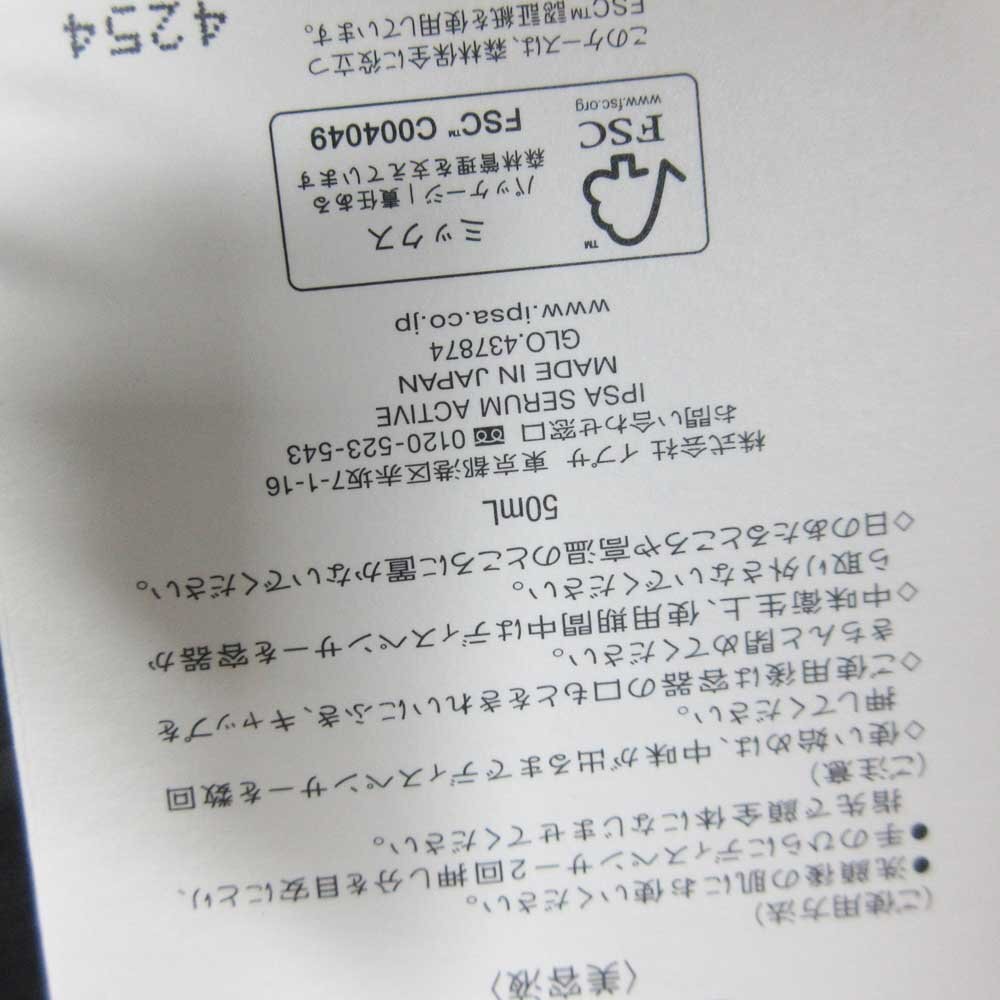 〈美容液〉
（ご使用方法）
●洗顔後の肌にお使いください。
●手のひらにディスペンサー2回押し分を目安にとり、
指先で顔全体になじませてください。
（ご注意）
◇使い始めは、中味が出るまでディスペンサーを数回
押してください。
◇ご使用後は容器の口もとをきれいにふき、キャップを
きちんと閉めてください。
◇中味衛生上、使用期間中はディスペンサーを容器か
ら取り外さないでください。
◇日のあたるところや高温のところに置かないでください。
50mL
株式会社 イプサ 東京都港区赤坂7-1-16
お問い合わせ窓口 0120-523-543
IPSA SERUM ACTIVE
MADE IN JAPAN
GLO.437874
www.ipsa.co.jp
™
FSC
www.fsc.org
ミックス
パッケージ｜責任ある
森林管理を支えています
FSC™ C004049
このケースは、森林保全に役立つ
FSC™認証紙を使用しています。
4254